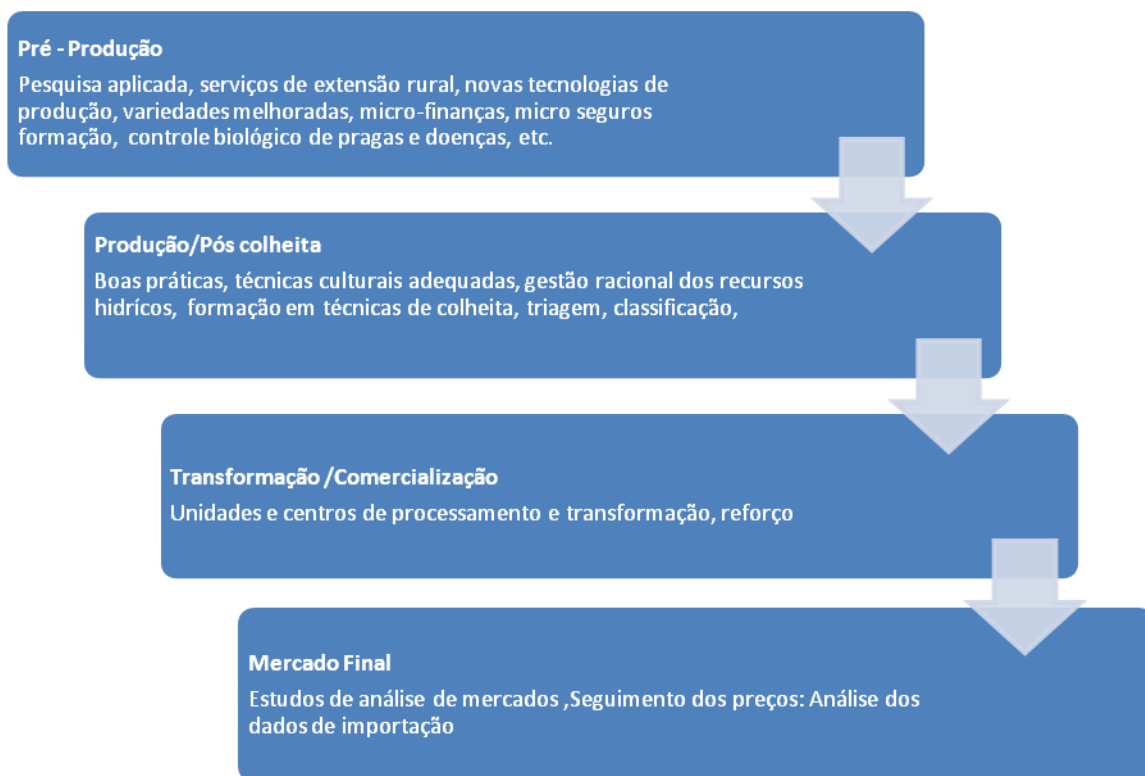 Pré - Produção
Pesquisa aplicada, serviços de extensão rural, novas tecnologias de
produção, variedades melhoradas, micro-finanças, micro seguros
formação, controle biológico de pragas e doenças, etc.
Produção/Pós colheita
Boas práticas, técnicas culturais adequadas, gestão racional dos recursos
hidrícos, formação em técnicas de colheita, triagem, classificação,
Transformação /Comercialização
Unidades e centros de processamento e transformação, reforço
Mercado Final
Estudos de análise de mercados ,Seguimento dos preços: Análise dos
dados de importação